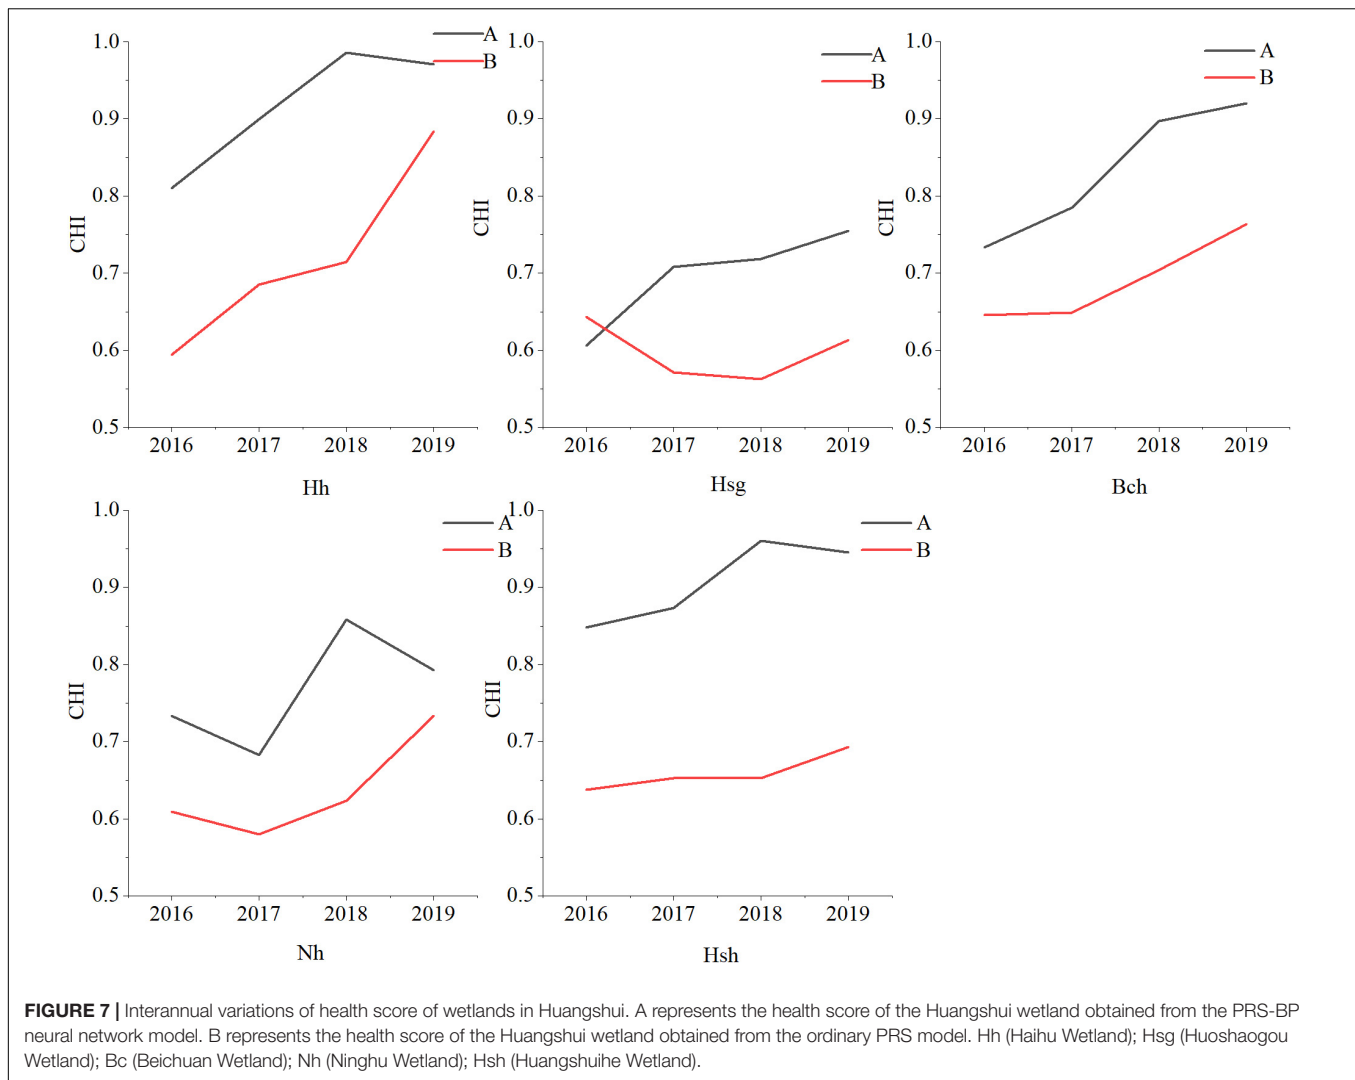 1.0
0.9
0.8
0.7
0.6
0.5
CHI
A
B
2016 2017 2018 2019
Hh
1.0
0.9
0.8
0.7
0.6
0.5
CHI
A
B
2016 2017 2018 2019
Hsg
1.0
0.9
0.8
0.7
0.6
0.5
CHI
A
B
2016 2017 2018 2019
Bch
1.0
0.9
0.8
0.7
0.6
0.5
CHI
A
B
2016 2017 2018 2019
Nh
1.0
0.9
0.8
0.7
0.6
0.5
CHI
A
B
2016 2017 2018 2019
Hsh
FIGURE 7 | Interannual variations of health score of wetlands in Huangshui. A represents the health score of the Huangshui wetland obtained from the PRS-BP
neural network model. B represents the health score of the Huangshui wetland obtained from the ordinary PRS model. Hh (Haihu Wetland); Hsg (Huoshaogou
Wetland); Bc (Beichuan Wetland); Nh (Ninghu Wetland); Hsh (Huangshuihe Wetland).